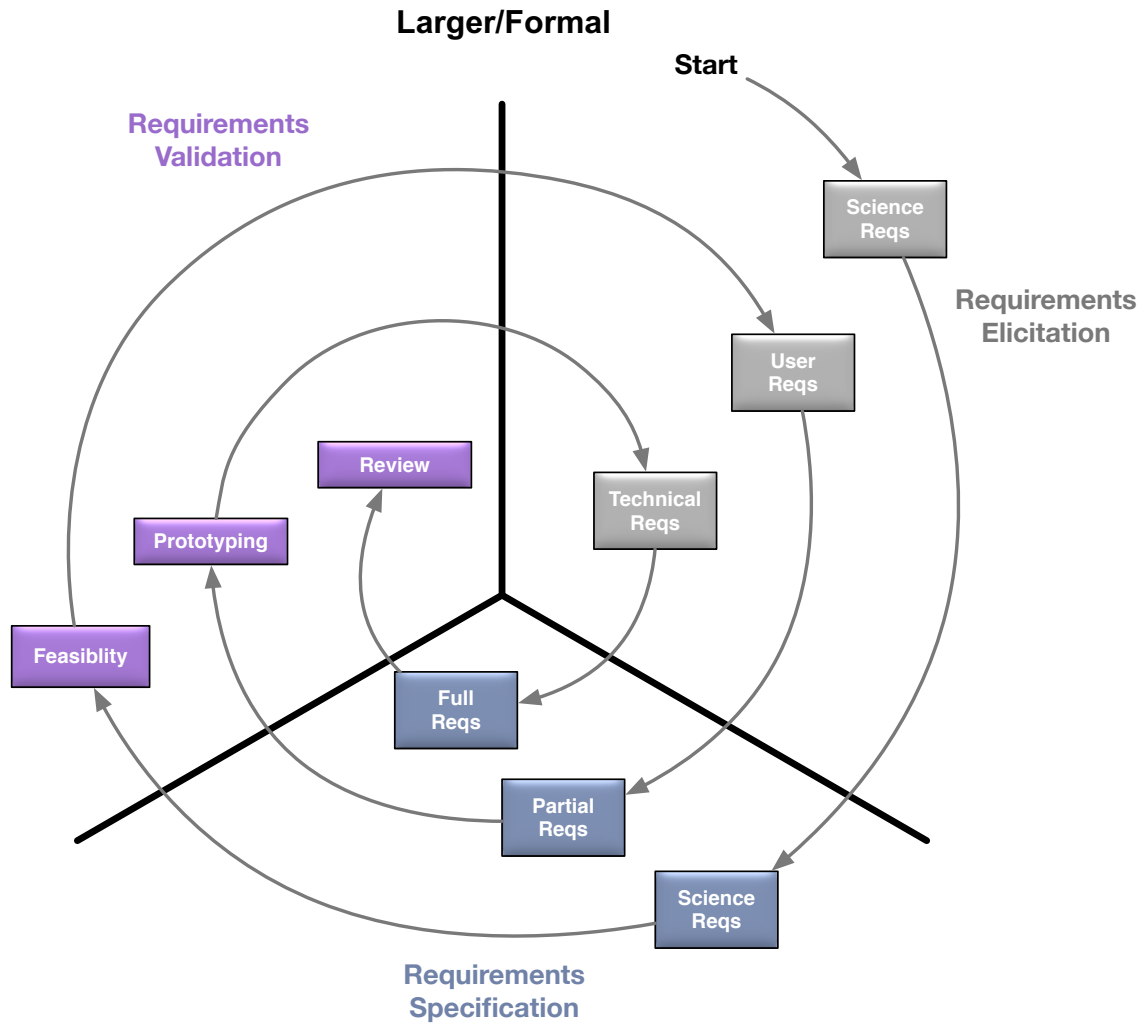 Larger/Formal
Start
Requirements
Validation
Science
Reqs
Requirements
Elicitation
User
Reqs
Review
Technical
Reqs
Prototyping
Feasiblity
Full
Reqs
Partial
Reqs
Science
Reqs
Requirements
Specification